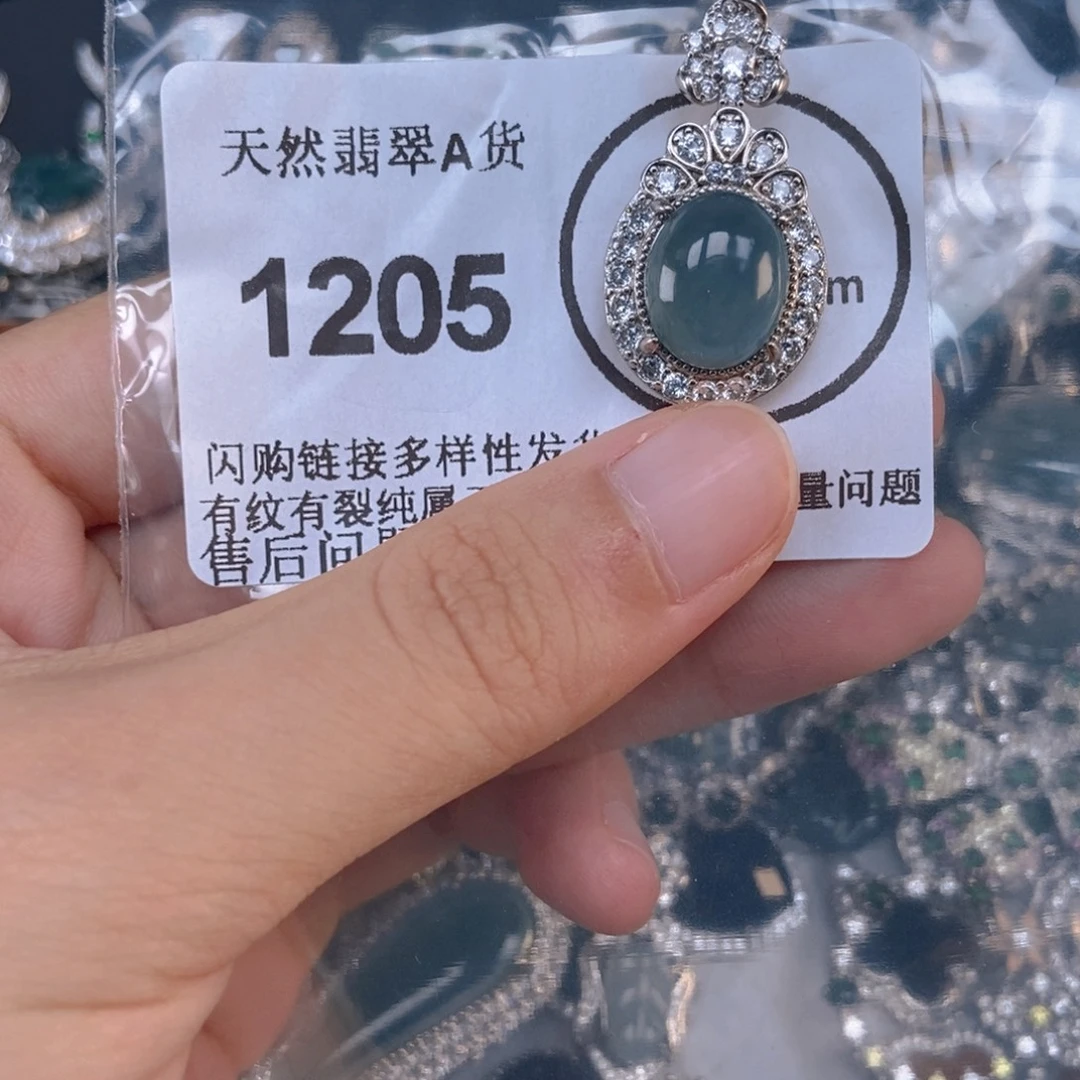 天然翡翠A货
1205
m
闪购链接多样性发
有纹有裂纯属 量问题
售后问